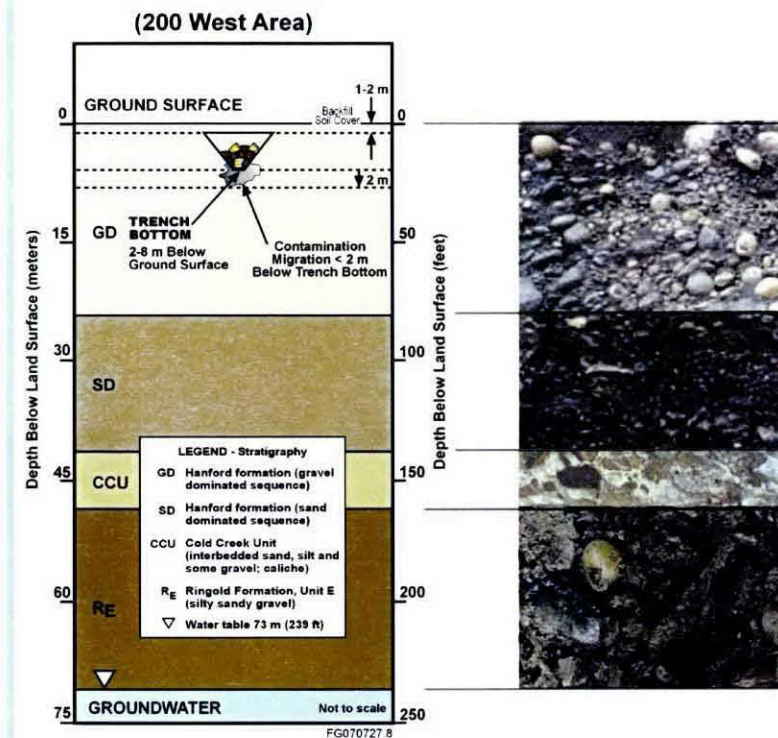 (200 West Area)
1-2 m
GROUND SURFACE
Backfill
Soil Cover
0
0
2 m
TRENCH
BOTTOM
2-8 m Below
Ground Surface
GD
Contamination
Migration < 2 m
Below Trench Bottom
15
50
Depth Below Land Surface (meters)
Depth Below Land Surface (feet)
30
100
SD
45
150
CCU
LEGEND - Stratigraphy
GD Hanford formation (gravel
dominated sequence)
SD Hanford formation (sand
dominated sequence)
CCU Cold Creek Unit
(interbedded sand, silt and
some gravel; caliche)
RE Ringold Formation, Unit E
(silty sandy gravel)
Water table 73 m (239 ft)
60
200
RE
GROUNDWATER
Not to scale
75
250
FG070727.8